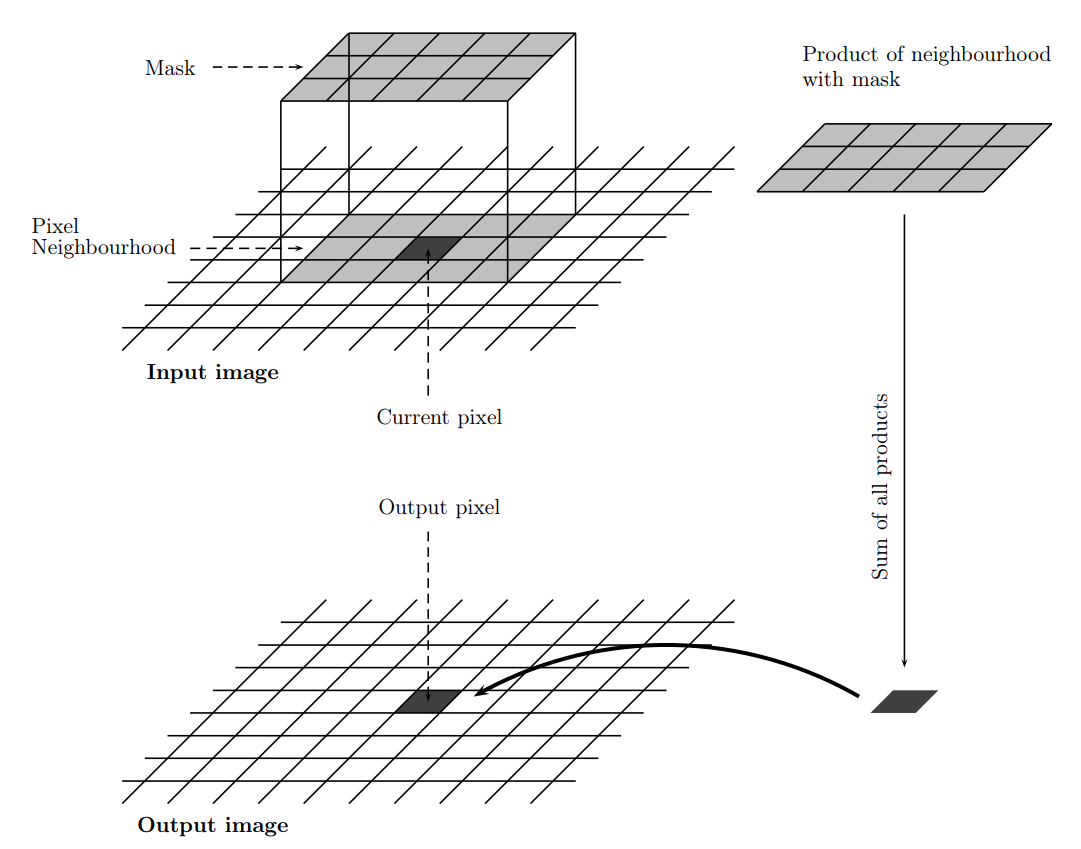 Mask
Product of neighbourhood
with mask
Pixel
Neighbourhood
Input image
Current pixel
Sum of all products
Output pixel
Output image